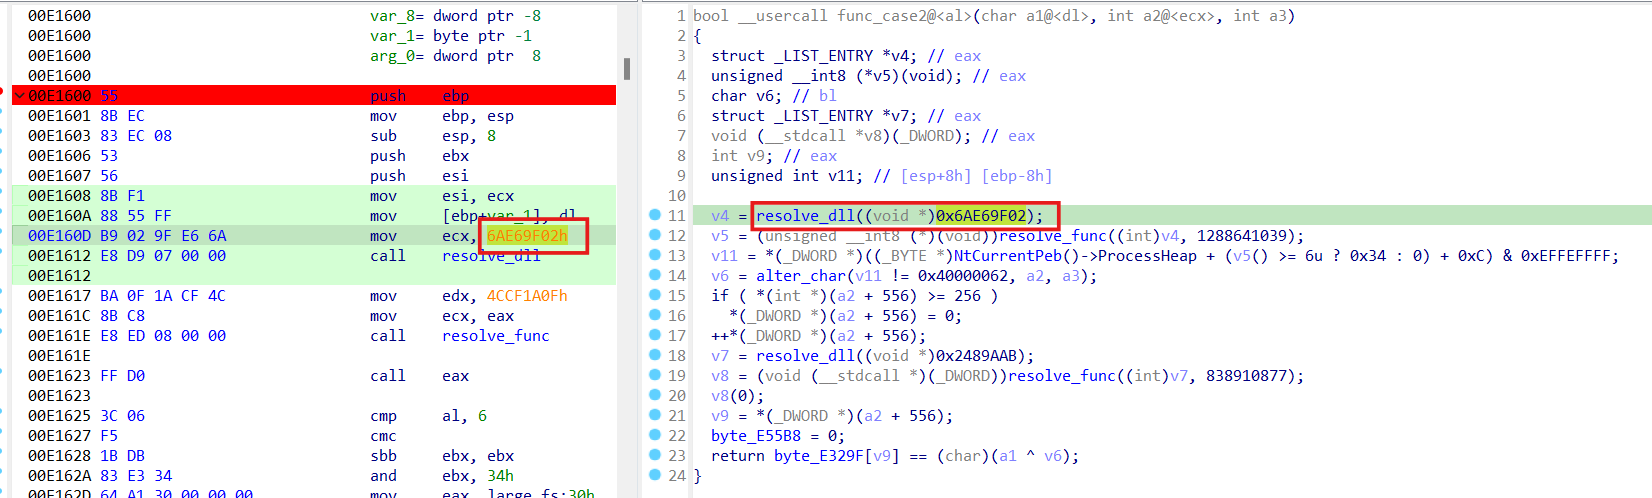 00E1600 var_8= dword ptr -8
00E1600 var_1= byte ptr -1
00E1600 arg_0= dword ptr  8
00E1600
00E1600 55 push ebp
00E1601 8B EC mov ebp, esp
00E1603 83 EC 08 sub esp, 8
00E1606 53 push ebx
00E1607 56 push esi
00E1608 8B F1 mov esi, ecx
00E160A 88 55 FF mov [ebp+var_1], dl
00E160D B9 02 9F E6 6A mov ecx, 6AE69F02h
00E1612 E8 D9 07 00 00 call resolve_dll
00E1612
00E1617 BA 0F 1A CF 4C mov edx, 4CCF1A0Fh
00E161C 8B C8 mov ecx, eax
00E161E E8 ED 08 00 00 call resolve_func
00E161E
00E1623 FF D0 call eax
00E1623
00E1625 3C 06 cmp al, 6
00E1627 F5 cmc
00E1628 1B DB sbb ebx, ebx
00E162A 83 E3 34 and ebx, 34h
00E162D 64 A1 30 00 00 00 mov eax, large fs:30h
1 bool __usercall func_case2@<al>(char a1@<dl>, int a2@<ecx>, int a3)
2 {
3 struct _LIST_ENTRY *v4; // eax
4 unsigned __int8 (*v5)(void); // eax
5 char v6; // bl
6 struct _LIST_ENTRY *v7; // eax
7 void (__stdcall *v8)(_DWORD); // eax
8 int v9; // eax
9 unsigned int v11; // [esp+8h] [ebp-8h]
10
11 v4 = resolve_dll((void *)0x6AE69F02);
12 v5 = (unsigned __int8 (*)(void))resolve_func((int)v4, 1288641039);
13 v11 = *(_DWORD *)((_BYTE *)NtCurrentPeb()->ProcessHeap + (v5() >= 6u ? 0x34 : 0) + 0xC) & 0xEFFEFFFF;
14 v6 = alter_char(v11 != 0x40000062, a2, a3);
15 if ( *(int *)(a2 + 556) >= 256 )
16 *(_DWORD *)(a2 + 556) = 0;
17 ++*(_DWORD *)(a2 + 556);
18 v7 = resolve_dll((void *)0x2489AAB);
19 v8 = (void (__stdcall *)(_DWORD))resolve_func((int)v7, 838910877);
20 v8(0);
21 v9 = *(_DWORD *)(a2 + 556);
22 byte_E55B8 = 0;
23 return byte_E329F[v9] == (char)(a1 ^ v6);
24 }